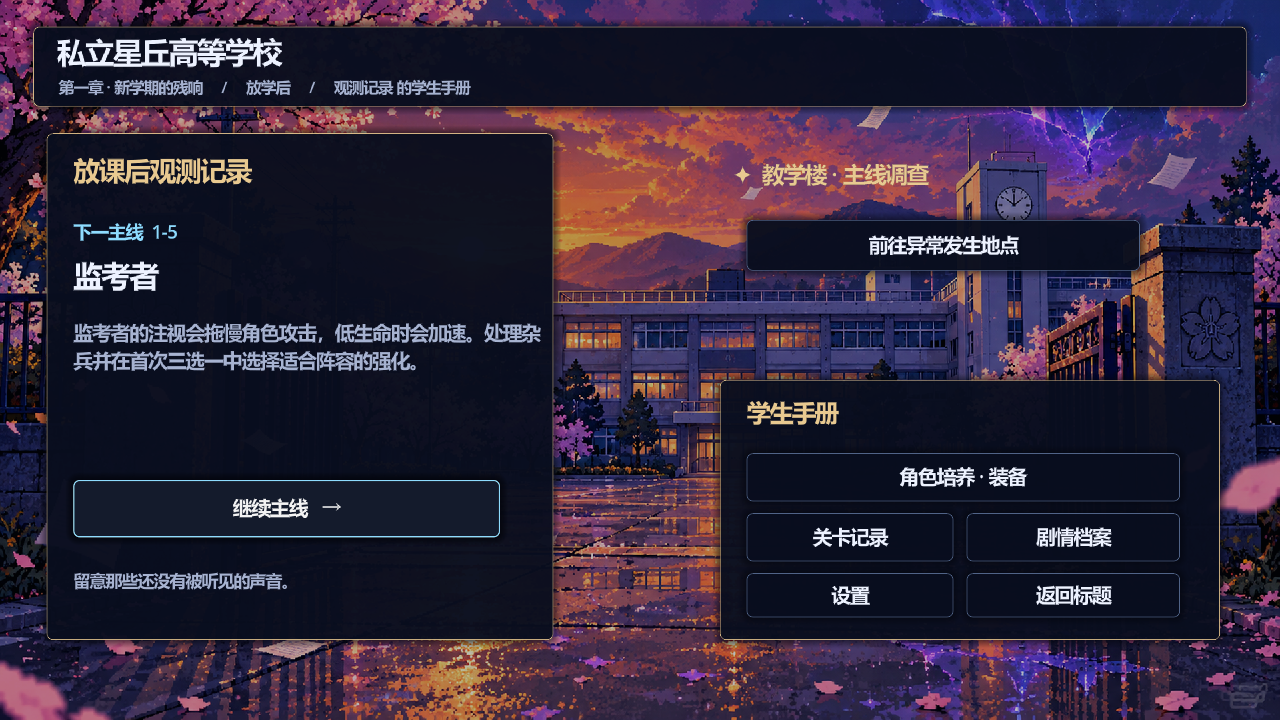 私立星丘高等学校
第一章 · 新学期的残响 / 放学后 / 观测记录 的学生手册
放课后观测记录
下一主线 1-5
监考者
监考者的注视会拖慢角色攻击，低生命时会加速。处理杂
兵并在首次三选一中选择适合阵容的强化。
继续主线 →
留意那些还没有被听见的声音。
✦ 教学楼 · 主线调查
前往异常发生地点
学生手册
角色培养 · 装备
关卡记录
剧情档案
设置
返回标题